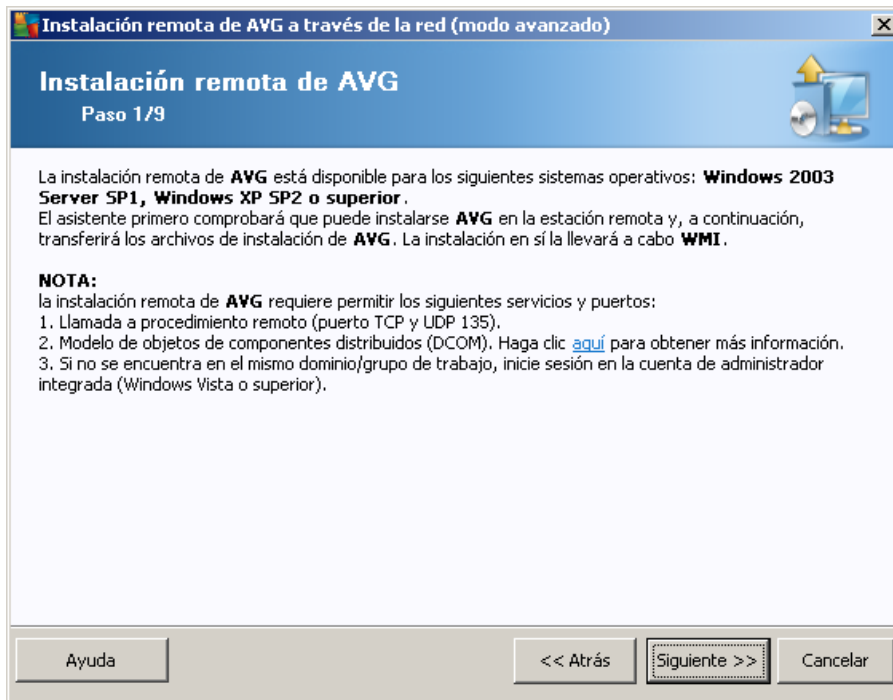 Instalación remota de AVG a través de la red (modo avanzado)
Instalación remota de AVG
Paso 1/9
La instalación remota de AVG está disponible para los siguientes sistemas operativos: Windows 2003
Server SP1, Windows XP SP2 o superior.
El asistente primero comprobará que puede instalarse AVG en la estación remota y, a continuación,
transferirá los archivos de instalación de AVG. La instalación en sí la llevará a cabo WMI.
NOTA:
la instalación remota de AVG requiere permitir los siguientes servicios y puertos:
1. Llamada a procedimiento remoto (puerto TCP y UDP 135).
2. Modelo de objetos de componentes distribuidos (DCOM). Haga clic aquí para obtener más información.
3. Si no se encuentra en el mismo dominio/grupo de trabajo, inicie sesión en la cuenta de administrador
integrada (Windows Vista o superior).
Ayuda
<< Atrás
Siguiente >>
Cancelar